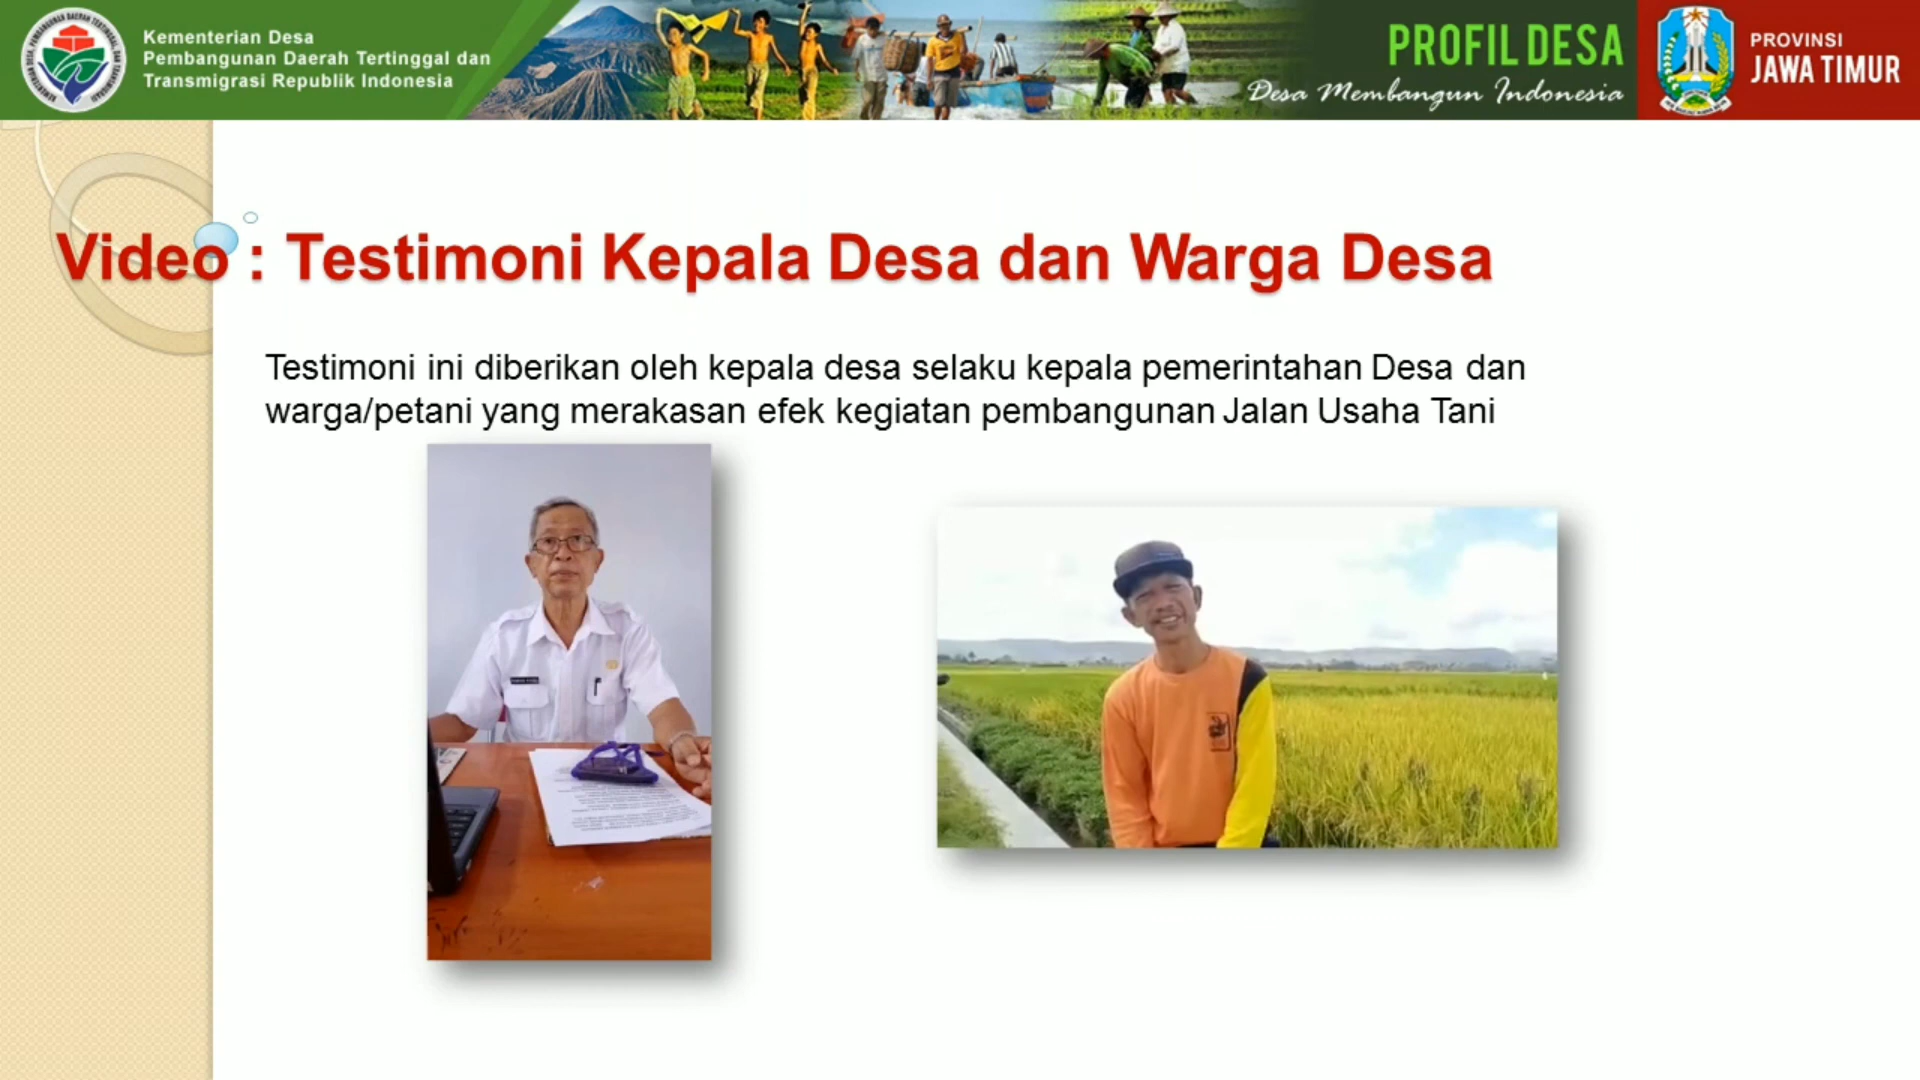 Kementerian Desa
Pembangunan Daerah Tertinggal dan
Transmigrasi Republik Indonesia
PROFIL DESA
Desa Membangun Indonesia
PROVINSI
JAWA TIMUR
Video : Testimoni Kepala Desa dan Warga Desa
Testimoni ini diberikan oleh kepala desa selaku kepala pemerintahan Desa dan
warga/petani yang merakasan efek kegiatan pembangunan Jalan Usaha Tani